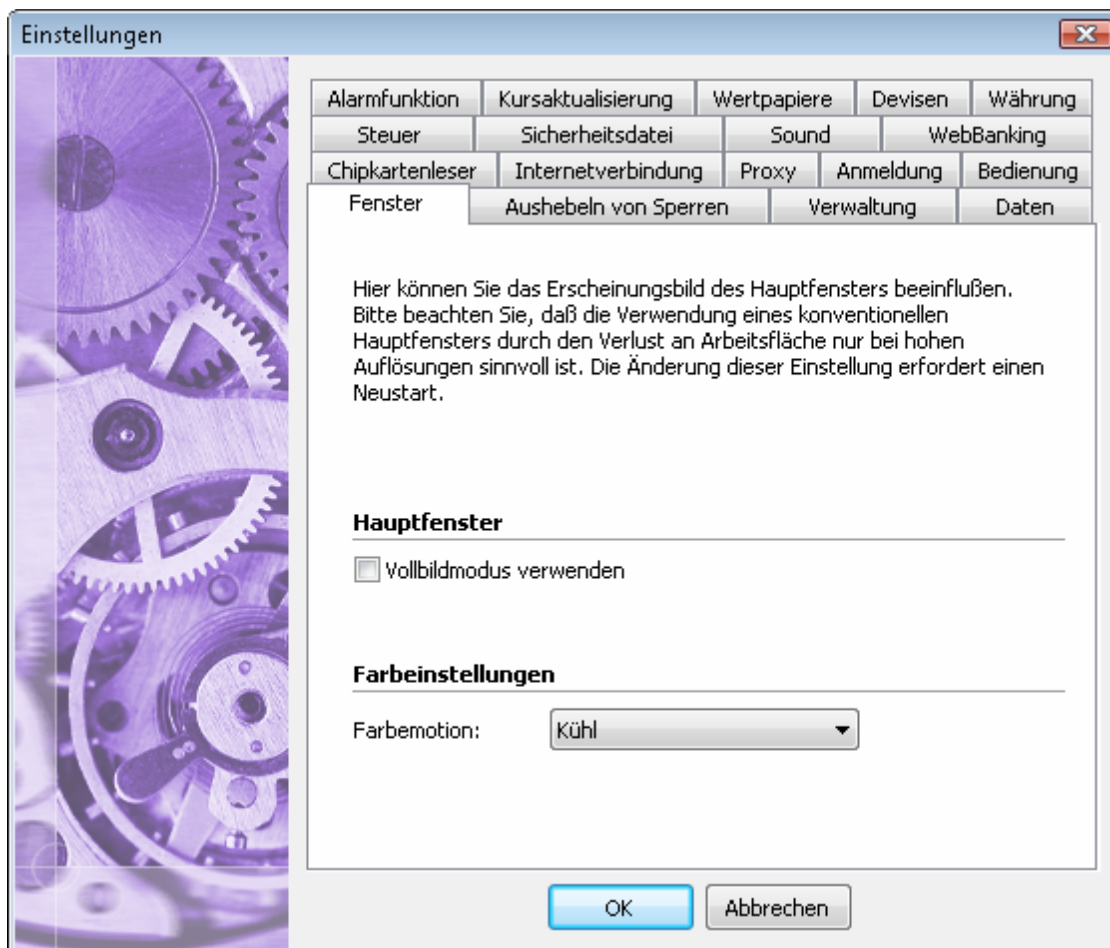 Einstellungen
Alarmfunktion Kursaktualisierung Wertpapiere Devisen Währung
Steuer Sicherheitsdatei Sound WebBanking
Chipkartenleser Internetverbindung Proxy Anmeldung Bedienung
Fenster Aushebeln von Sperren Verwaltung Daten
Hier können Sie das Erscheinungsbild des Hauptfensters beeinflußen.
Bitte beachten Sie, daß die Verwendung eines konventionellen
Hauptfensters durch den Verlust an Arbeitsfläche nur bei hohen
Auflösungen sinnvoll ist. Die Änderung dieser Einstellung erfordert einen
Neustart.
Hauptfenster
Vollbildmodus verwenden
Farbeinstellungen
Farbemotion: Kühl
OK Abbrechen